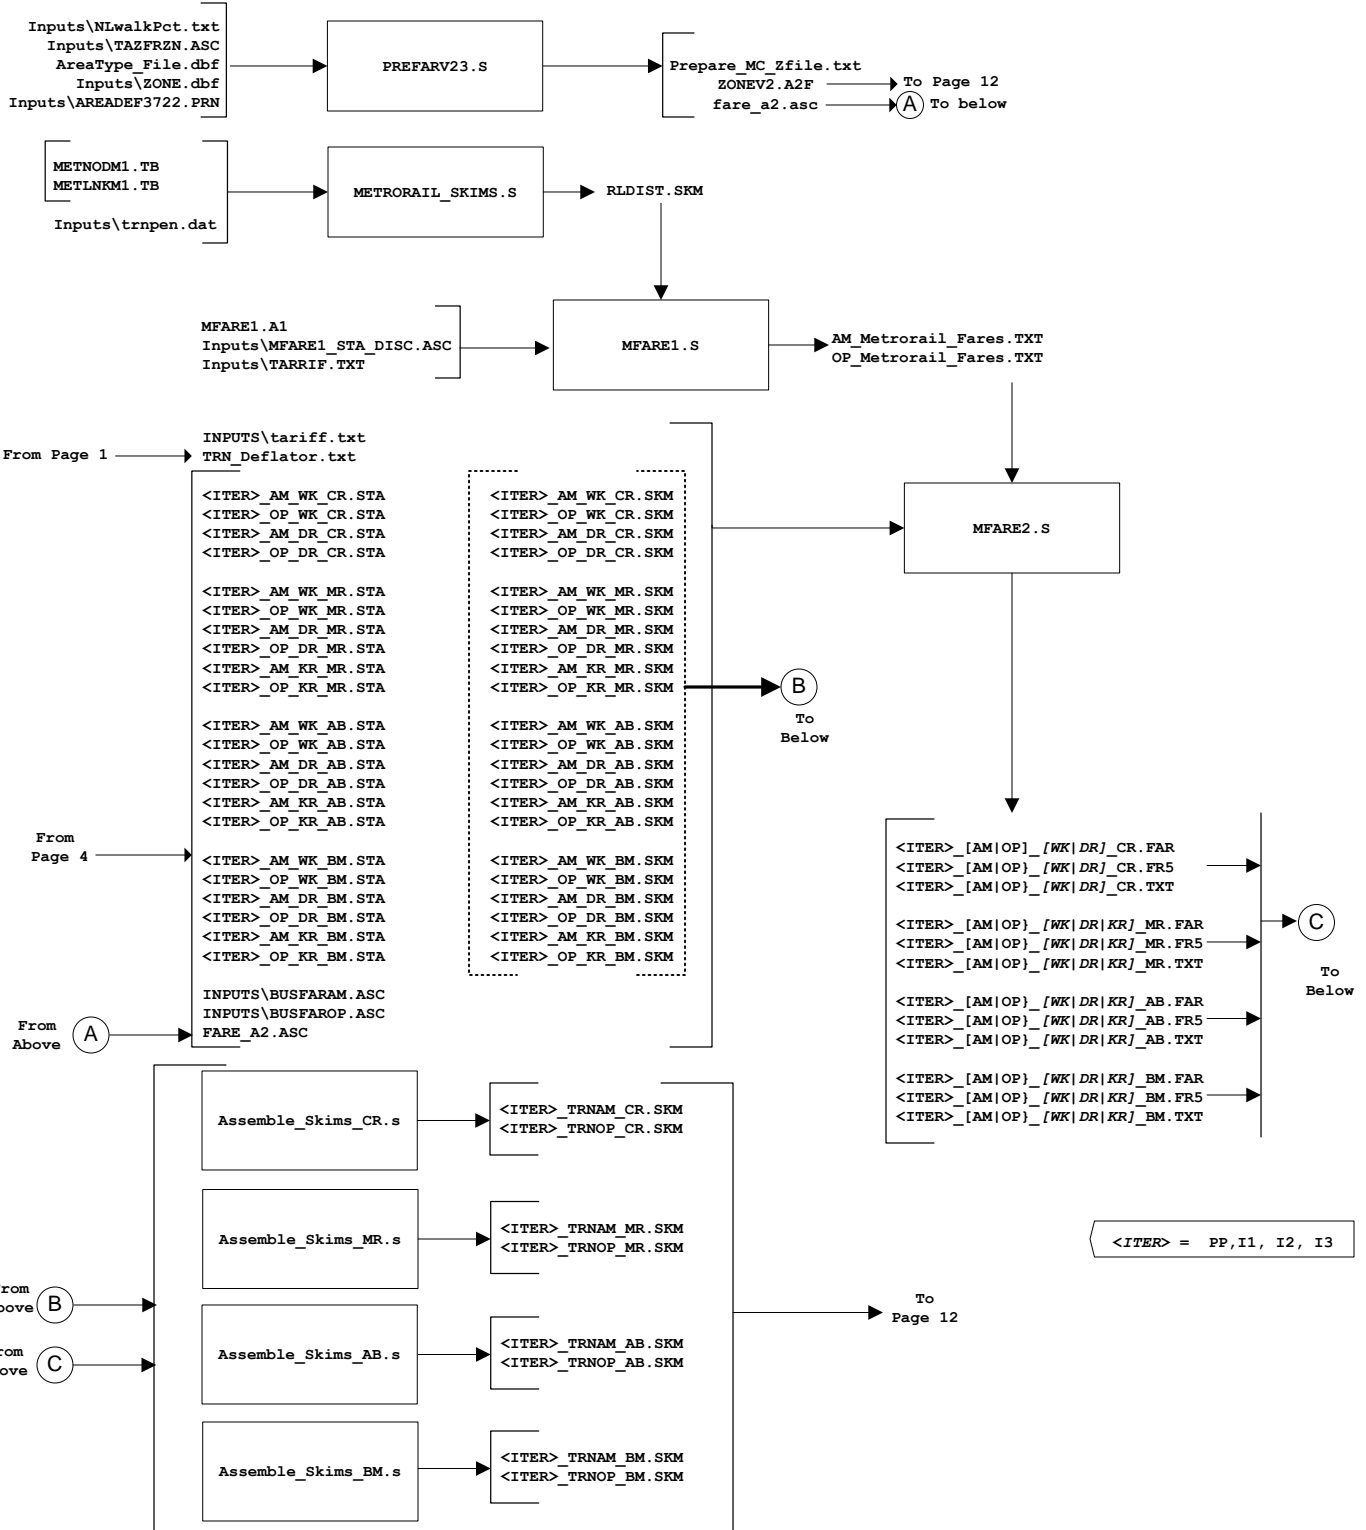 Inputs\NLwalkPct.txt
Inputs\TAZFRZN.ASC
AreaType_File.dbf
Inputs\ZONE.dbf
Inputs\AREADEF3722.PRN
PREFARV23.S
Prepare_MC_Zfile.txt
ZONEV2.A2F
To Page 12
fare_a2.asc
A
To below
METNODM1.TB
METLNKM1.TB
Inputs\trnpen.dat
METRORAIL_SKIMS.S
RLDIST.SKM
MFARE1.A1
Inputs\MFARE1_STA_DISC.ASC
Inputs\TARRIF.TXT
MFARE1.S
AM_Metrorail_Fares.TXT
OP_Metrorail_Fares.TXT
From Page 1
INPUTS\tariff.txt
TRN_Deflator.txt
<ITER>_AM_WK_CR.STA
<ITER>_OP_WK_CR.STA
<ITER>_AM_DR_CR.STA
<ITER>_OP_DR_CR.STA
<ITER>_AM_WK_MR.STA
<ITER>_OP_WK_MR.STA
<ITER>_AM_DR_MR.STA
<ITER>_OP_DR_MR.STA
<ITER>_AM_KR_MR.STA
<ITER>_OP_KR_MR.STA
<ITER>_AM_WK_AB.STA
<ITER>_OP_WK_AB.STA
<ITER>_AM_DR_AB.STA
<ITER>_OP_DR_AB.STA
<ITER>_AM_KR_AB.STA
<ITER>_OP_KR_AB.STA
From
Page 4
<ITER>_AM_WK_BM.STA
<ITER>_OP_WK_BM.STA
<ITER>_AM_DR_BM.STA
<ITER>_OP_DR_BM.STA
<ITER>_AM_KR_BM.STA
<ITER>_OP_KR_BM.STA
INPUTS\BUSFARAM.ASC
INPUTS\BUSFAROP.ASC
FARE_A2.ASC
From
Above
A
<ITER>_AM_WK_CR.SKM
<ITER>_OP_WK_CR.SKM
<ITER>_AM_DR_CR.SKM
<ITER>_OP_DR_CR.SKM
<ITER>_AM_WK_MR.SKM
<ITER>_OP_WK_MR.SKM
<ITER>_AM_DR_MR.SKM
<ITER>_OP_DR_MR.SKM
<ITER>_AM_KR_MR.SKM
<ITER>_OP_KR_MR.SKM
<ITER>_AM_WK_AB.SKM
<ITER>_OP_WK_AB.SKM
<ITER>_AM_DR_AB.SKM
<ITER>_OP_DR_AB.SKM
<ITER>_AM_KR_AB.SKM
<ITER>_OP_KR_AB.SKM
<ITER>_AM_WK_BM.SKM
<ITER>_OP_WK_BM.SKM
<ITER>_AM_DR_BM.SKM
<ITER>_OP_DR_BM.SKM
<ITER>_AM_KR_BM.SKM
<ITER>_OP_KR_BM.SKM
B
To
Below
MFARE2.S
<ITER>_[AM|OP]_[WK|DR]_CR.FAR
<ITER>_[AM|OP}_[WK|DR]_CR.FR5
<ITER>_[AM|OP}_[WK|DR]_CR.TXT
<ITER>_[AM|OP}_[WK|DR|KR]_MR.FAR
<ITER>_[AM|OP}_[WK|DR|KR]_MR.FR5
<ITER>_[AM|OP}_[WK|DR|KR]_MR.TXT
<ITER>_[AM|OP}_[WK|DR|KR]_AB.FAR
<ITER>_[AM|OP}_[WK|DR|KR]_AB.FR5
<ITER>_[AM|OP}_[WK|DR|KR]_AB.TXT
<ITER>_[AM|OP}_[WK|DR|KR]_BM.FAR
<ITER>_[AM|OP}_[WK|DR|KR]_BM.FR5
<ITER>_[AM|OP}_[WK|DR|KR]_BM.TXT
C
To
Below
Assemble_Skims_CR.s
<ITER>_TRNAM_CR.SKM
<ITER>_TRNOP_CR.SKM
Assemble_Skims_MR.s
<ITER>_TRNAM_MR.SKM
<ITER>_TRNOP_MR.SKM
<ITER> = PP,I1, I2, I3
B
C
Assemble_Skims_AB.s
<ITER>_TRNAM_AB.SKM
<ITER>_TRNOP_AB.SKM
To
Page 12
Assemble_Skims_BM.s
<ITER>_TRNAM_BM.SKM
<ITER>_TRNOP_BM.SKM